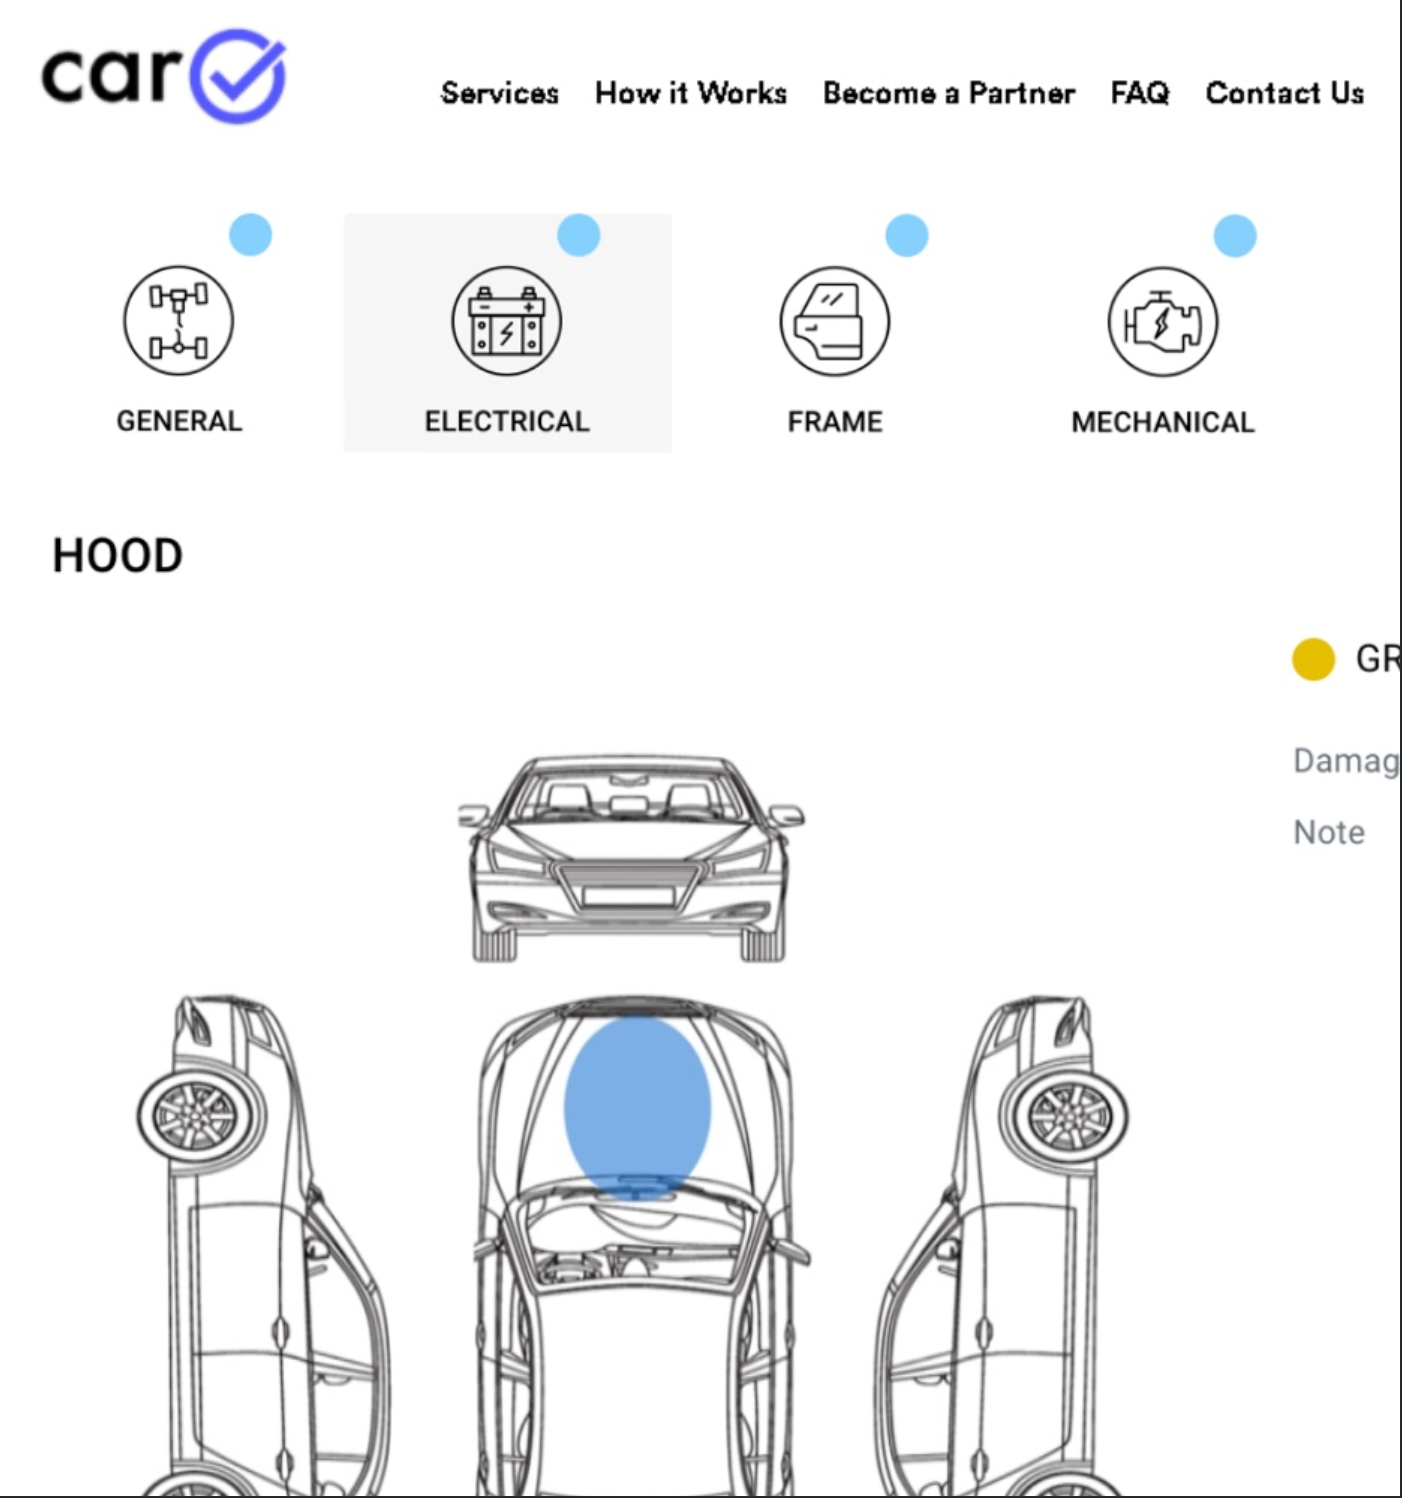 car
Services How it Works Become a Partner FAQ Contact Us
GENERAL ELECTRICAL FRAME MECHANICAL
HOOD
GR
Damag
Note